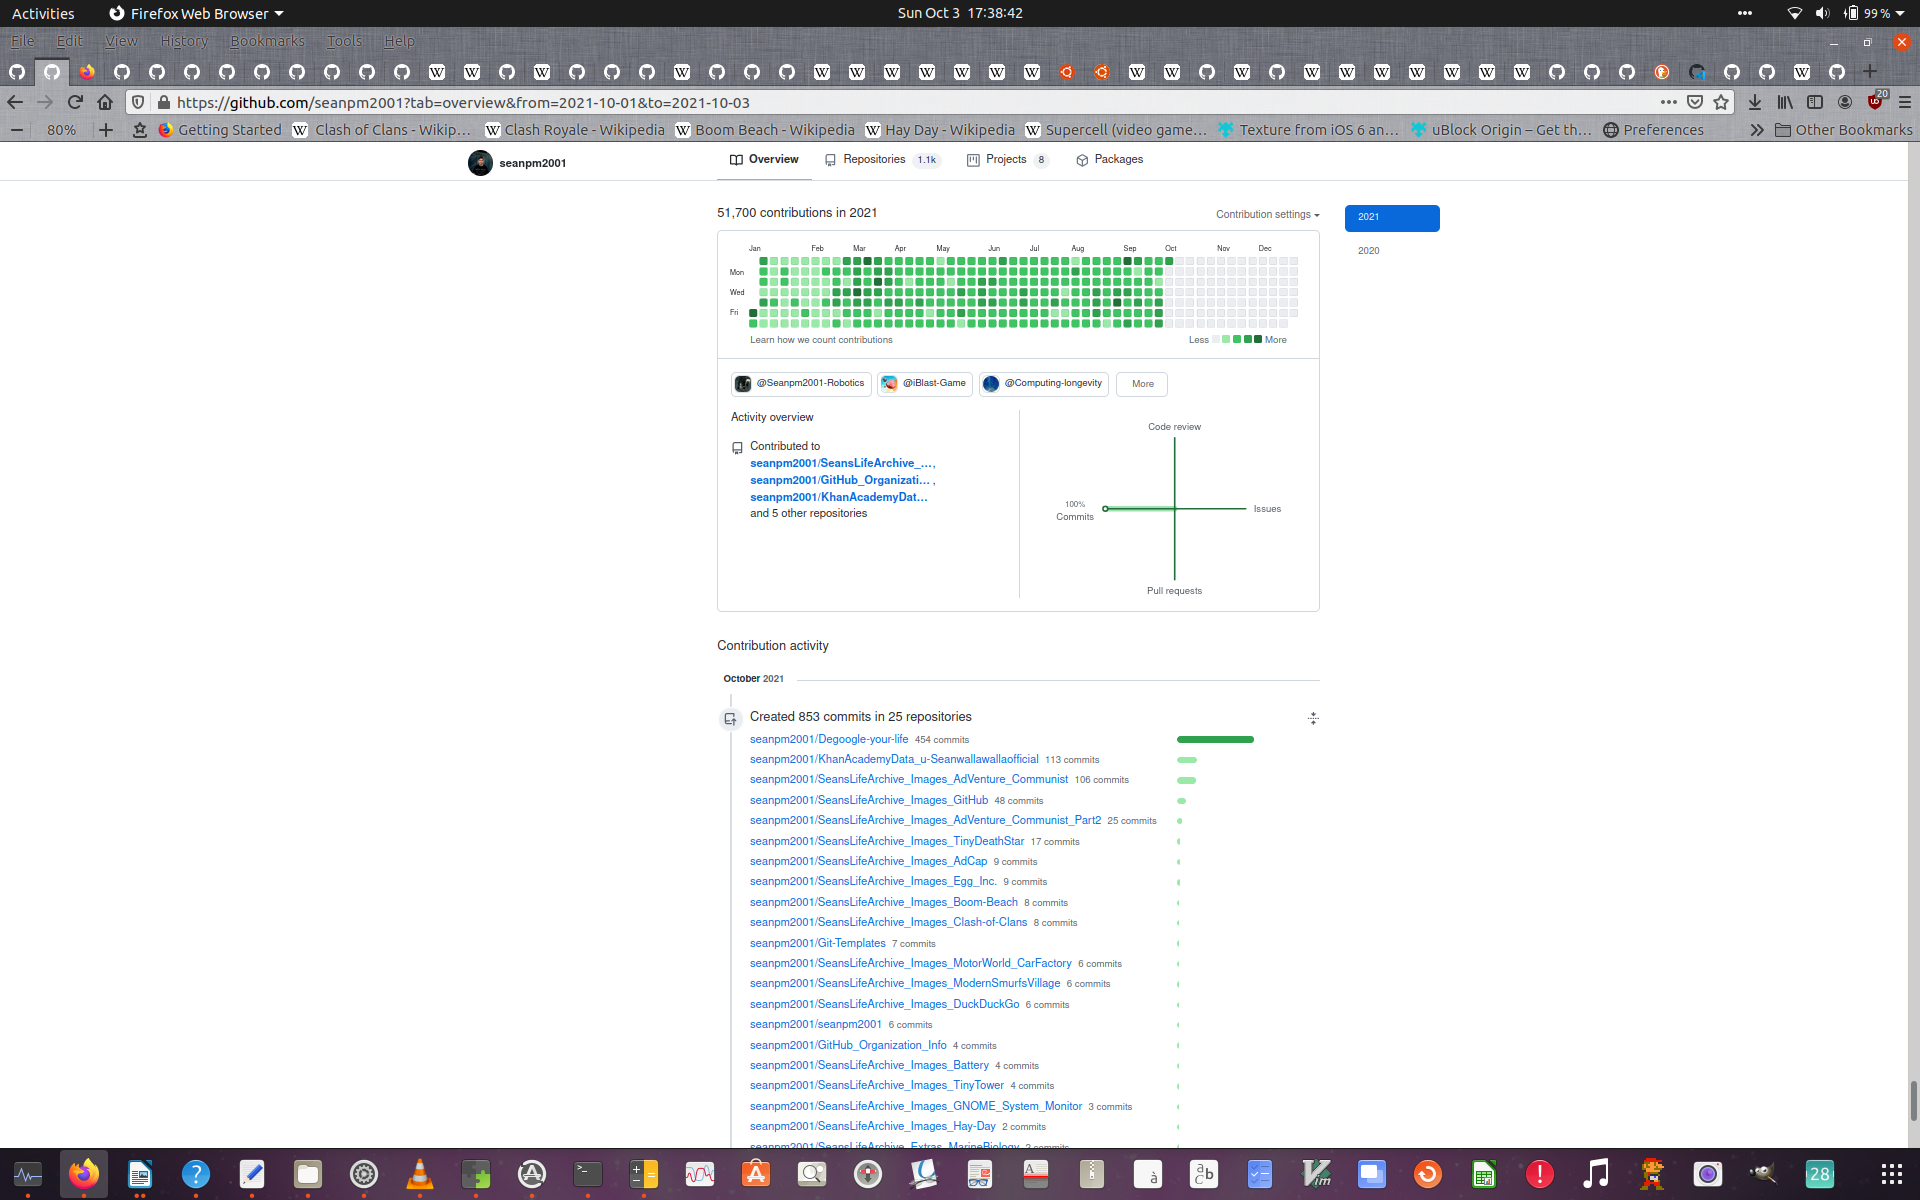 Activities
Firefox Web Browser
Sun Oct 3 17:38:42
99 %
File Edit View History Bookmarks Tools Help
https://github.com/seanpm2001?tab=overview&from=2021-10-01&to=2021-10-03
20
80%
Getting Started
Clash of Clans - Wikip…
Clash Royale - Wikipedia
Boom Beach - Wikipedia
Hay Day - Wikipedia
Supercell (video game…
Texture from iOS 6 an…
uBlock Origin – Get th…
Preferences
Other Bookmarks
seanpm2001
Overview
Repositories 1.1k
Projects 8
Packages
51,700 contributions in 2021
Contribution settings
2021
2020
Jan Feb Mar Apr May Jun Jul Aug Sep Oct Nov Dec
Mon
Wed
Fri
Learn how we count contributions
Less More
@Seanpm2001-Robotics
@iBlast-Game
@Computing-longevity
More
Activity overview
Contributed to
seanpm2001/SeansLifeArchive_…,
seanpm2001/GitHub_Organizati…,
seanpm2001/KhanAcademyDat…
and 5 other repositories
Code review
100%
Commits
Issues
Pull requests
Contribution activity
October 2021
Created 853 commits in 25 repositories
seanpm2001/Degoogle-your-life 454 commits
seanpm2001/KhanAcademyData_u-Seanwallawallaofficial 113 commits
seanpm2001/SeansLifeArchive_Images_AdVenture_Communist 106 commits
seanpm2001/SeansLifeArchive_Images_GitHub 48 commits
seanpm2001/SeansLifeArchive_Images_AdVenture_Communist_Part2 25 commits
seanpm2001/SeansLifeArchive_Images_TinyDeathStar 17 commits
seanpm2001/SeansLifeArchive_Images_AdCap 9 commits
seanpm2001/SeansLifeArchive_Images_Egg_Inc. 9 commits
seanpm2001/SeansLifeArchive_Images_Boom-Beach 8 commits
seanpm2001/SeansLifeArchive_Images_Clash-of-Clans 8 commits
seanpm2001/Git-Templates 7 commits
seanpm2001/SeansLifeArchive_Images_MotorWorld_CarFactory 6 commits
seanpm2001/SeansLifeArchive_Images_ModernSmurfsVillage 6 commits
seanpm2001/SeansLifeArchive_Images_DuckDuckGo 6 commits
seanpm2001/seanpm2001 6 commits
seanpm2001/GitHub_Organization_Info 4 commits
seanpm2001/SeansLifeArchive_Images_Battery 4 commits
seanpm2001/SeansLifeArchive_Images_TinyTower 4 commits
seanpm2001/SeansLifeArchive_Images_GNOME_System_Monitor 3 commits
seanpm2001/SeansLifeArchive_Images_Hay-Day 2 commits
seanpm2001/SeansLifeArchive_Extras_MarineBiology 2 commits
28